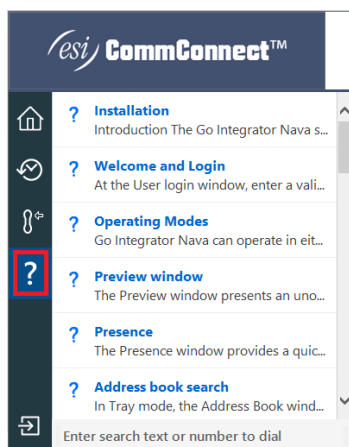 esi CommConnect™
? Installation
Introduction The Go Integrator Nava s...
? Welcome and Login
At the User login window, enter a vali...
? Operating Modes
Go Integrator Nava can operate in eit...
? Preview window
The Preview window presents an uno...
? Presence
The Presence window provides a quic...
? Address book search
In Tray mode, the Address Book wind...
?
Enter search text or number to dial